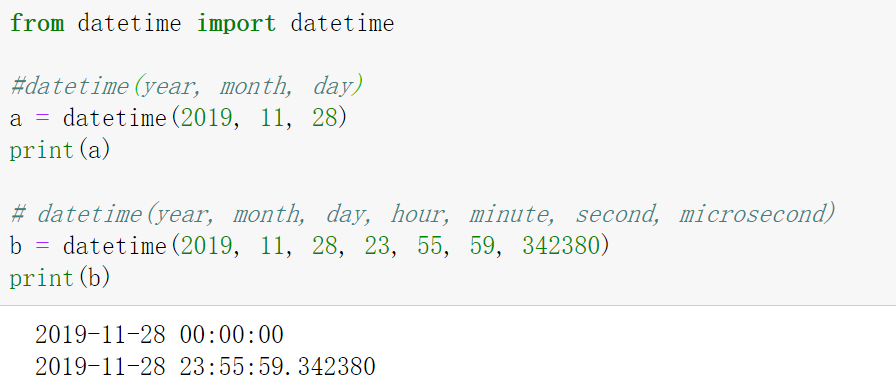 from datetime import datetime
#datetime(year, month, day)
a = datetime(2019, 11, 28)
print(a)
# datetime(year, month, day, hour, minute, second, microsecond)
b = datetime(2019, 11, 28, 23, 55, 59, 342380)
print(b)
2019-11-28 00:00:00
2019-11-28 23:55:59.342380